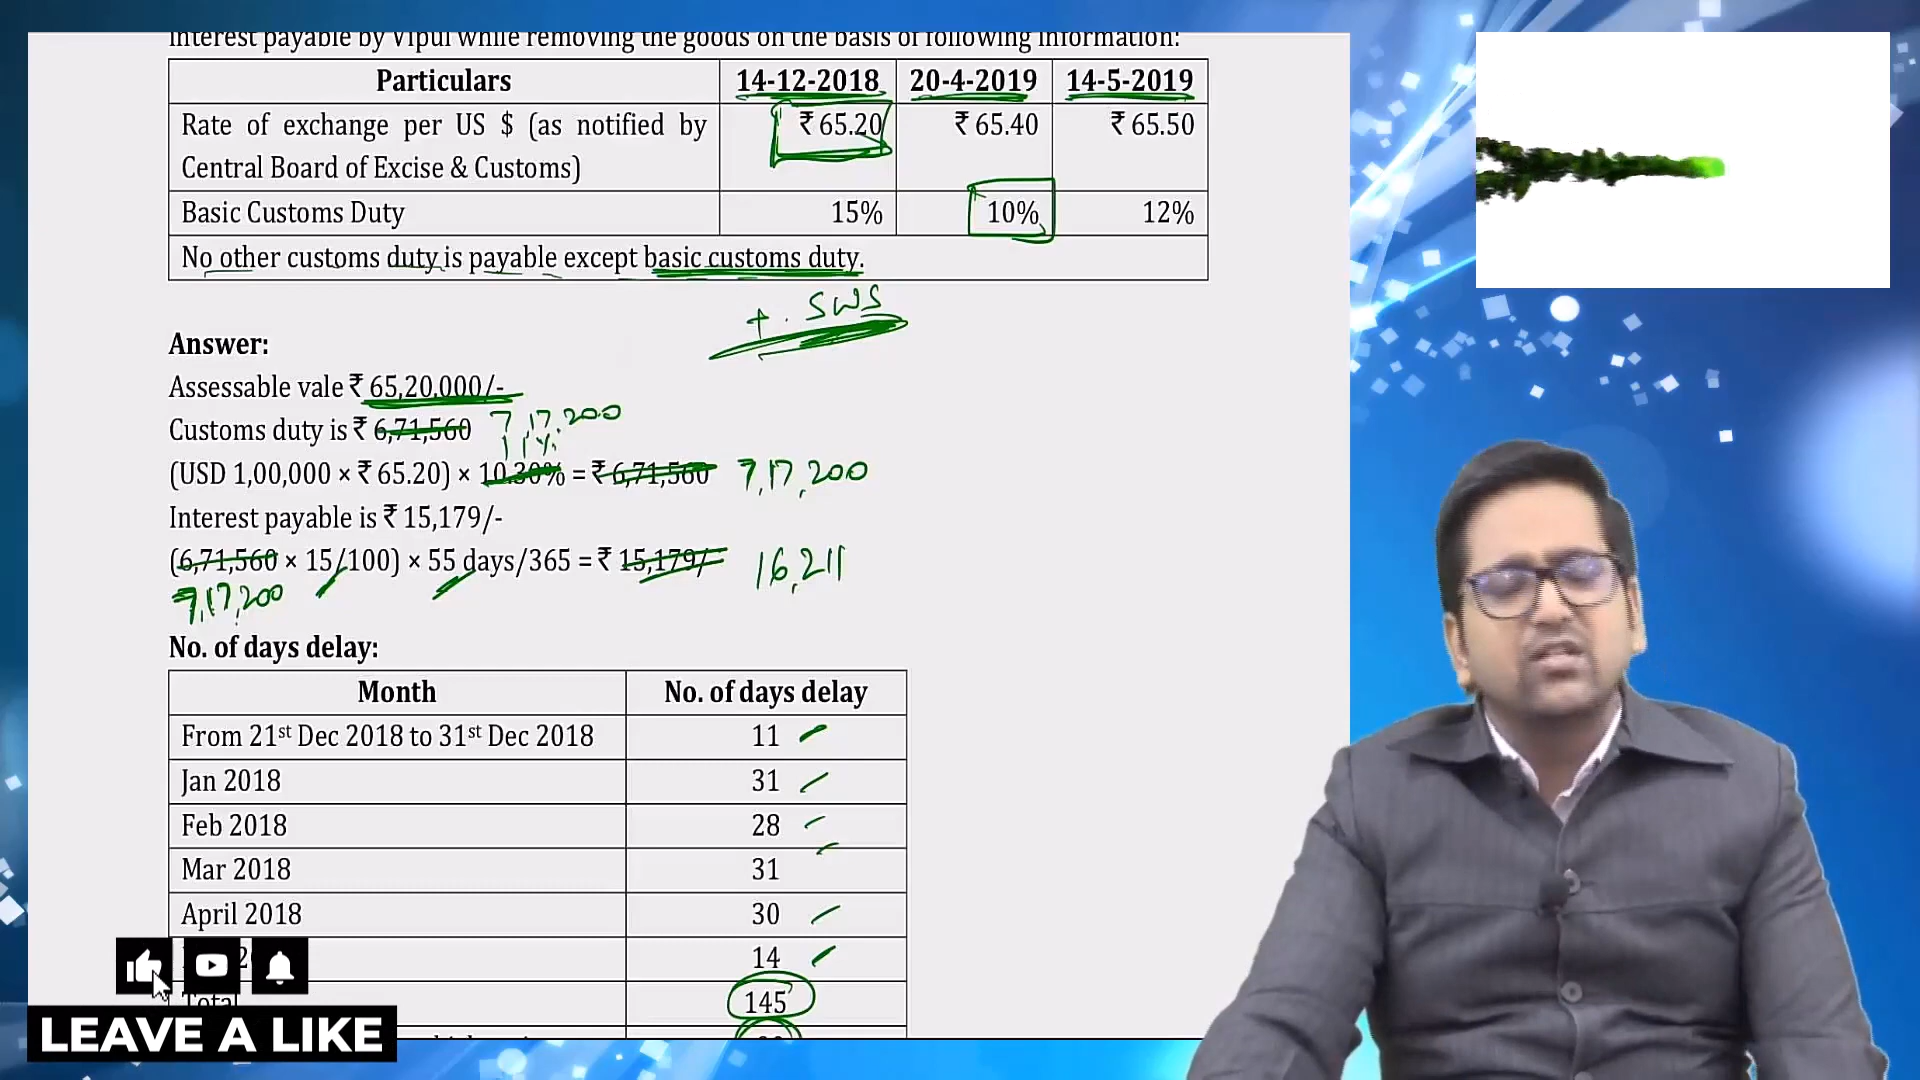 Interest payable by Vipul while removing the goods on the basis of following information:
Particulars 14-12-2018 20-4-2019 14-5-2019
Rate of exchange per US $ (as notified by ₹ 65.20 ₹ 65.40 ₹ 65.50
Central Board of Excise & Customs)
Basic Customs Duty 15% 10% 12%
No other customs duty is payable except basic customs duty.
+ . SWS
Answer:
Assessable vale ₹ 65,20,000/-
Customs duty is ₹ 6,71,560 7,17,200
11%
(USD 1,00,000 × ₹ 65.20) × 10.30% = ₹ 6,71,560 7,17,200
Interest payable is ₹ 15,179/-
(6,71,560 × 15/100) × 55 days/365 = ₹ 15,179/- 16,211
7,17,200
No. of days delay:
Month No. of days delay
From 21st Dec 2018 to 31st Dec 2018 11
Jan 2018 31
Feb 2018 28
Mar 2018 31
April 2018 30
14
Total 145
LEAVE A LIKE